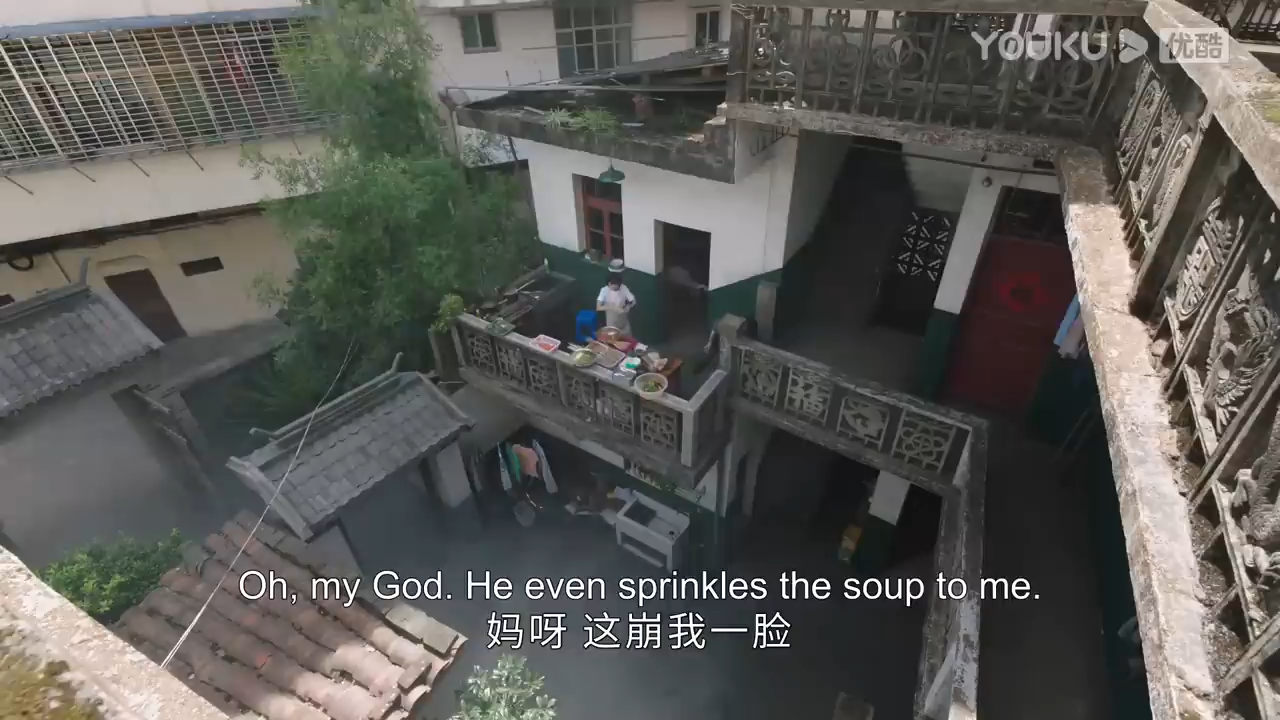 YOUKU 优酷
Oh, my God. He even sprinkles the soup to me.
妈呀 这崩我一脸